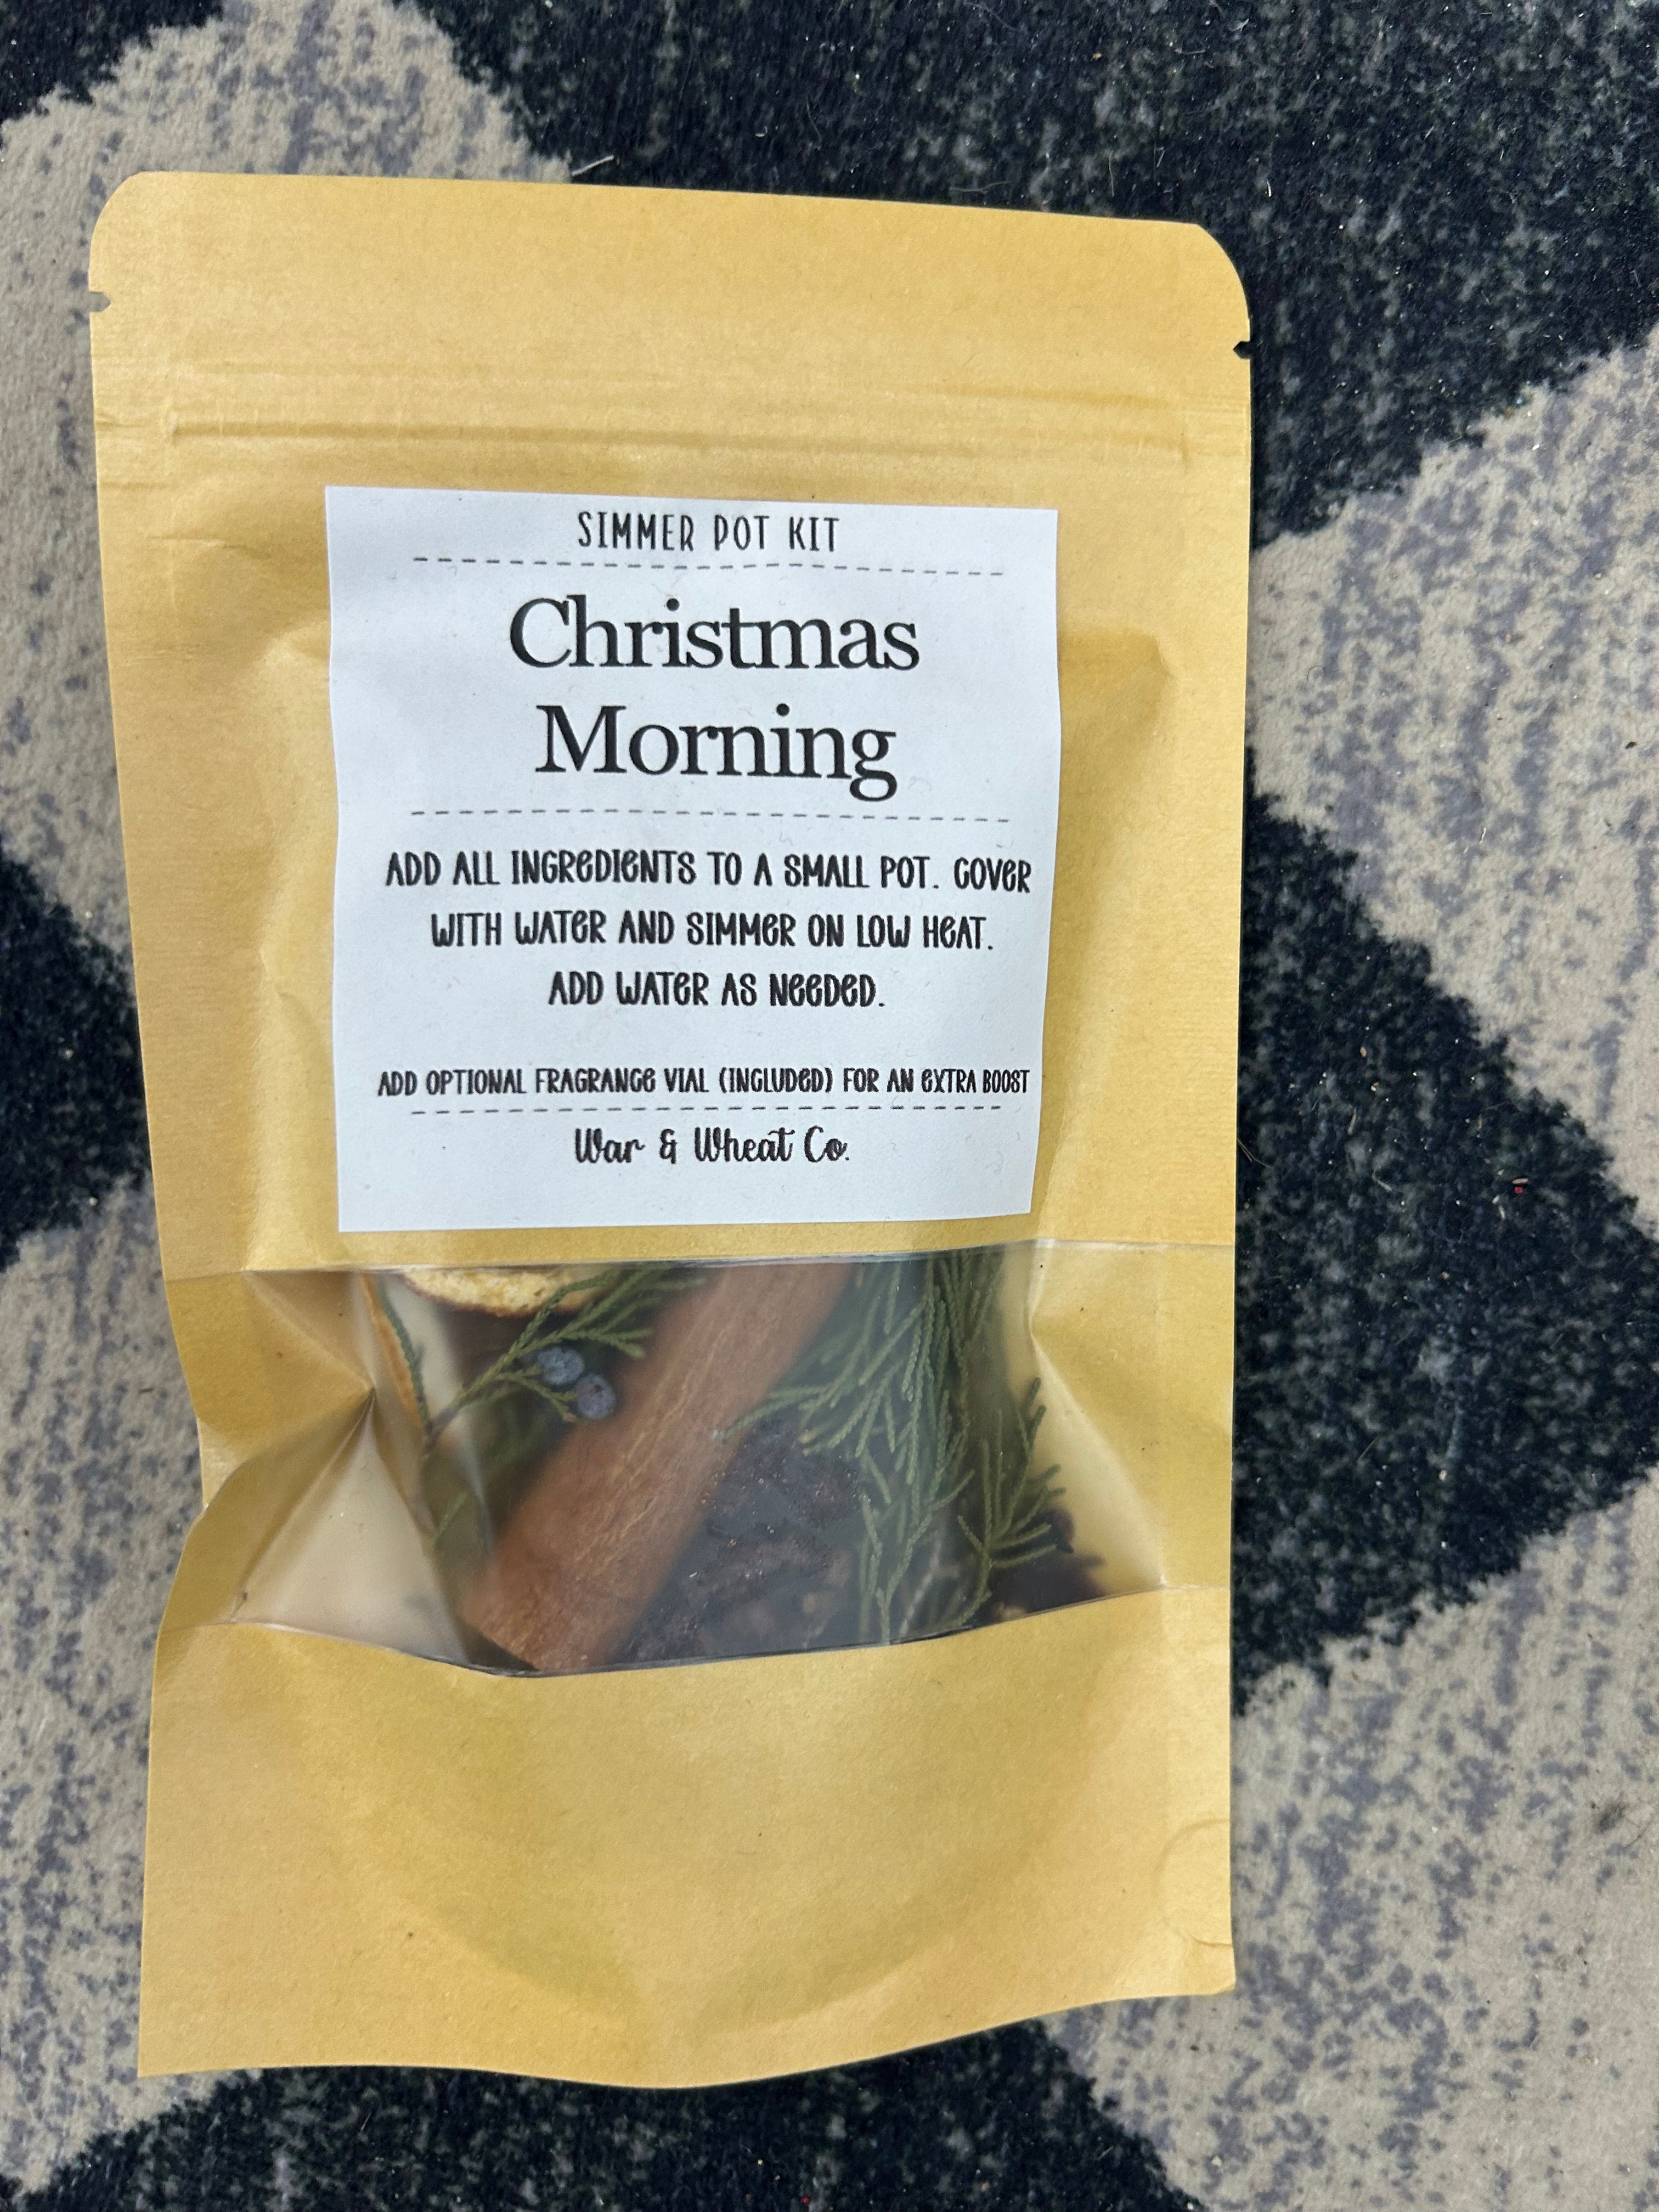 SIMMER POT KIT
Christmas
Morning
ADD ALL INGREDIENTS TO A SMALL POT. COVER
WITH WATER AND SIMMER ON LOW HEAT.
ADD WATER AS NEEDED.
ADD OPTIONAL FRAGRANCE VIAL (INCLUDED) FOR AN EXTRA BOOST
War & Wheat Co.